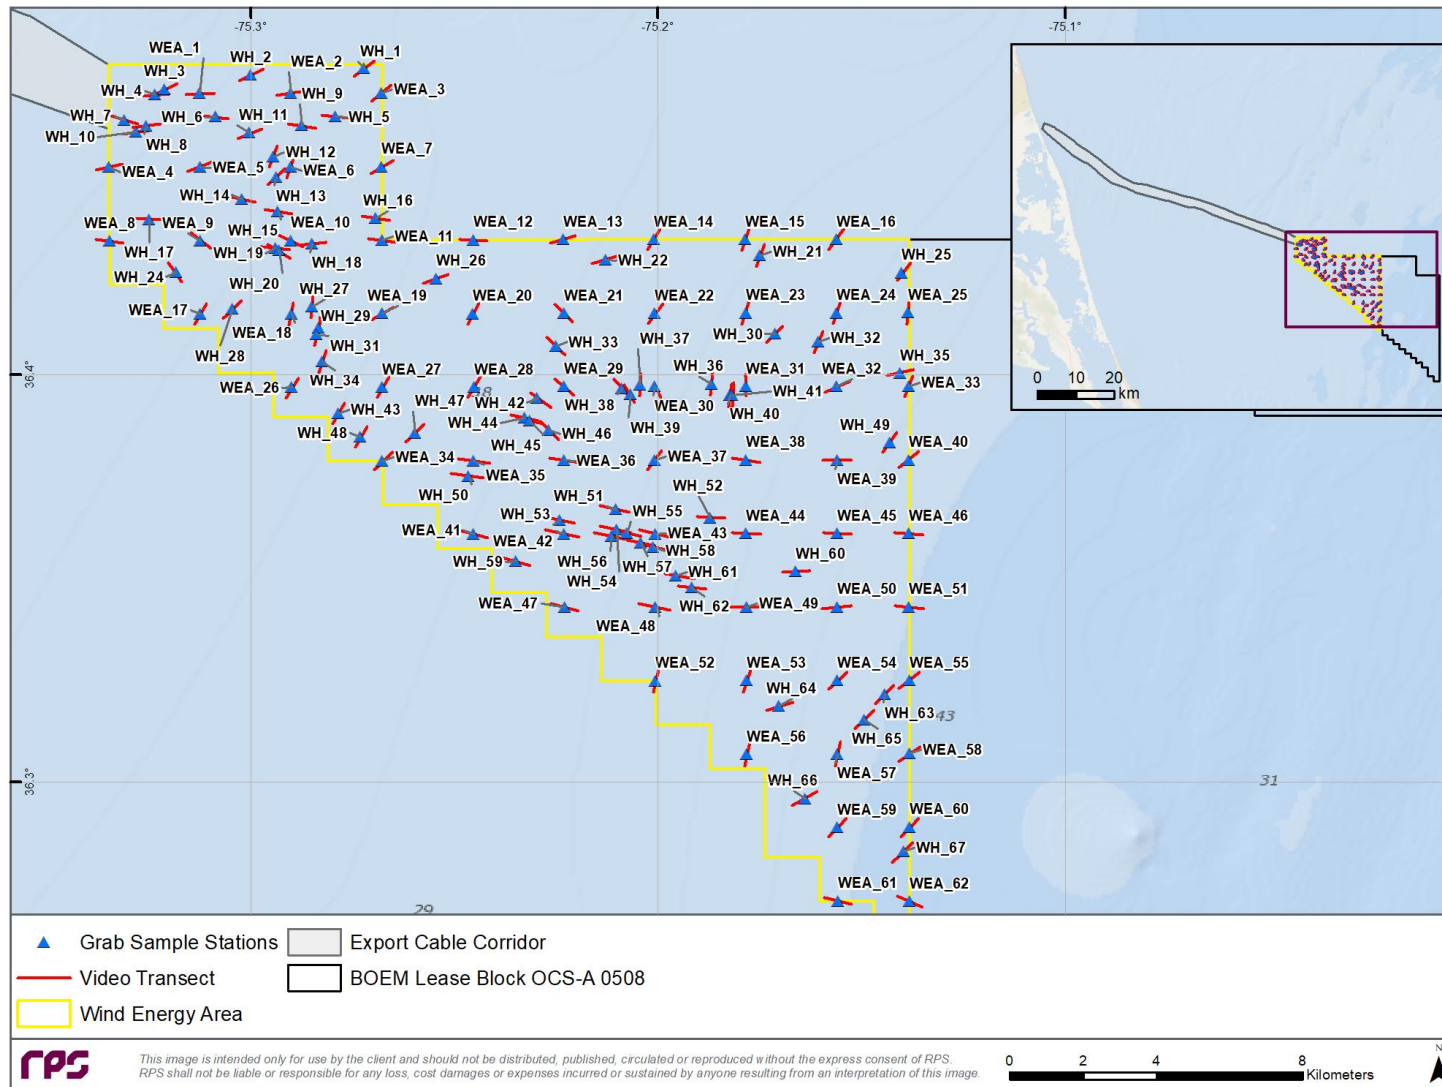 -75.3° -75.2° -75.1°
WEA_1
WH_2
WEA_2
WH_1
WH_3
WH_4
WH_9
WEA_3
WH_7
WH_6
WH_11
WH_5
WH_10
WH_8
WH_12
WEA_7
WEA_4
WEA_5
WEA_6
WH_14
WH_13
WH_16
WEA_8
WEA_9
WH_15
WEA_10
WEA_11
WEA_12
WEA_13
WEA_14
WEA_15
WEA_16
WH_17
WH_19
WH_18
WH_26
WH_22
WH_21
WH_25
WH_24
WH_20
WH_27
WEA_19
WEA_20
WEA_21
WEA_22
WEA_23
WEA_24
WEA_25
WEA_17
WEA_18
WH_29
WH_37
WH_30
WH_32
WH_28
WH_31
WH_33
36.4°
WH_34
WEA_27
WEA_28
WEA_29
WH_36
WEA_31
WEA_32
WH_35
WEA_26
48
WEA_33
WH_43
WH_47
WH_42
WH_38
WEA_30
WH_41
WH_40
WH_44
WH_39
WH_48
WH_45
WH_46
WEA_38
WH_49
WEA_40
WEA_34
WEA_36
WEA_37
WEA_35
WEA_39
WH_50
WH_51
WH_52
WH_53
WH_55
WEA_44
WEA_45
WEA_46
WEA_41
WEA_42
WEA_43
WH_59
WH_56
WH_58
WH_60
WH_54
WH_57
WH_61
WEA_47
WH_62
WEA_49
WEA_50
WEA_51
WEA_48
WEA_52
WEA_53
WEA_54
WEA_55
WH_64
WH_63
43
WEA_56
WH_65
WEA_58
WEA_57
36.3°
WH_66
31
WEA_59
WEA_60
WH_67
WEA_61
WEA_62
29
0 10 20
km
Grab Sample Stations
Export Cable Corridor
Video Transect
BOEM Lease Block OCS-A 0508
Wind Energy Area
rps
This image is intended only for use by the client and should not be distributed, published, circulated or reproduced without the express consent of RPS.
RPS shall not be liable or responsible for any loss, cost damages or expenses incurred or sustained by anyone resulting from an interpretation of this image.
0 2 4 8
Kilometers
N